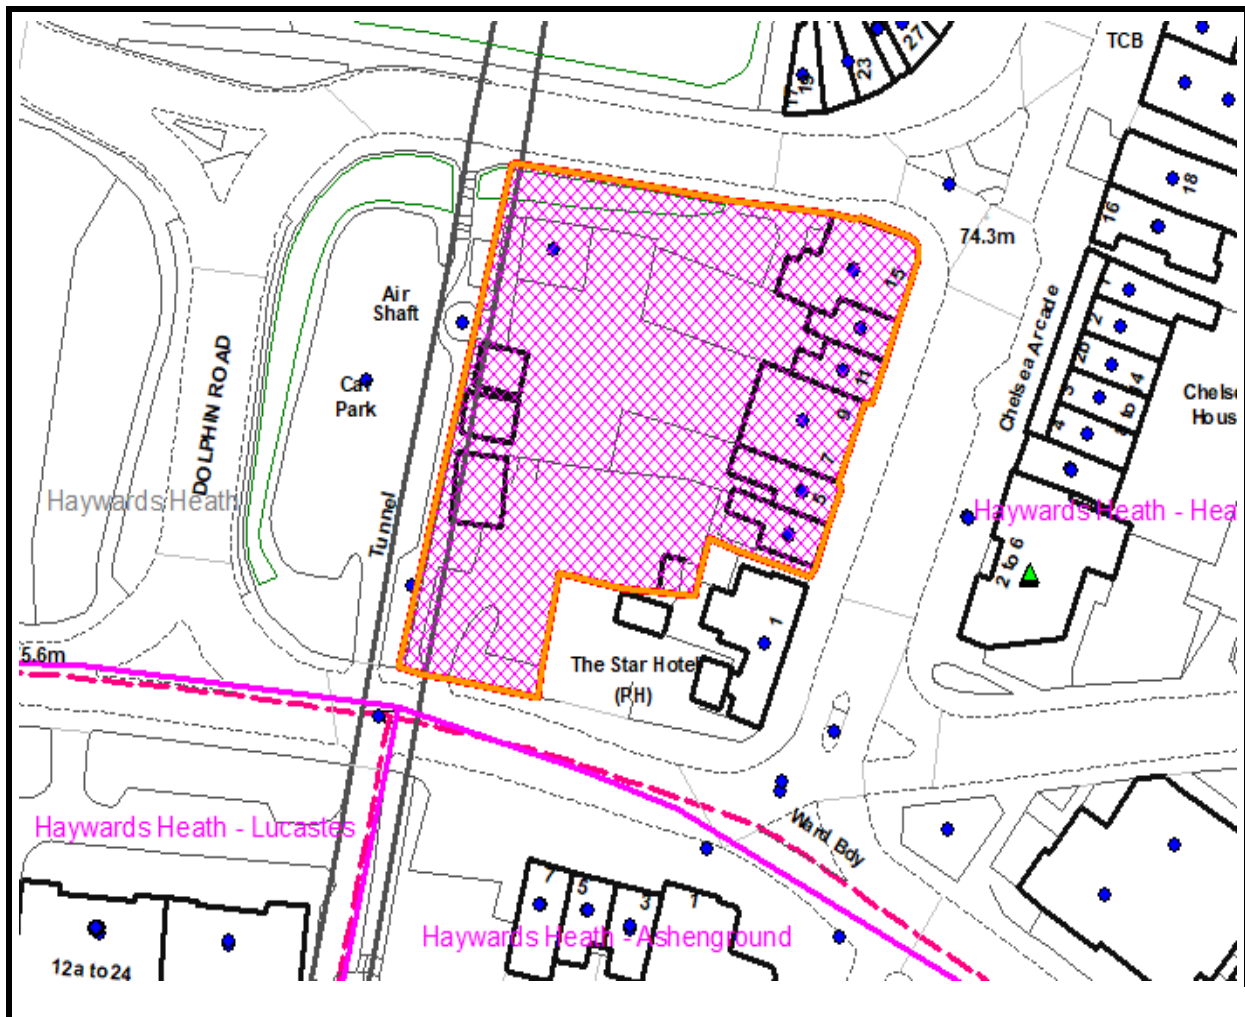 TCB
27
23
19
18
16
74.3m
15
Air
Shaft
1
2
2b
3
4
Chelsea Arcade
11
9
7
5
Car
Park
DOLPHIN ROAD
Chelse
Hous
Haywards Heath
Haywards Heath - Hea
Tunnel
2 to 6
1
The Star Hotel
(PH)
5.6m
Haywards Heath - Lucastes
Ward Bdy
7
5
3
1
Haywards Heath - Ashenground
12a to 24